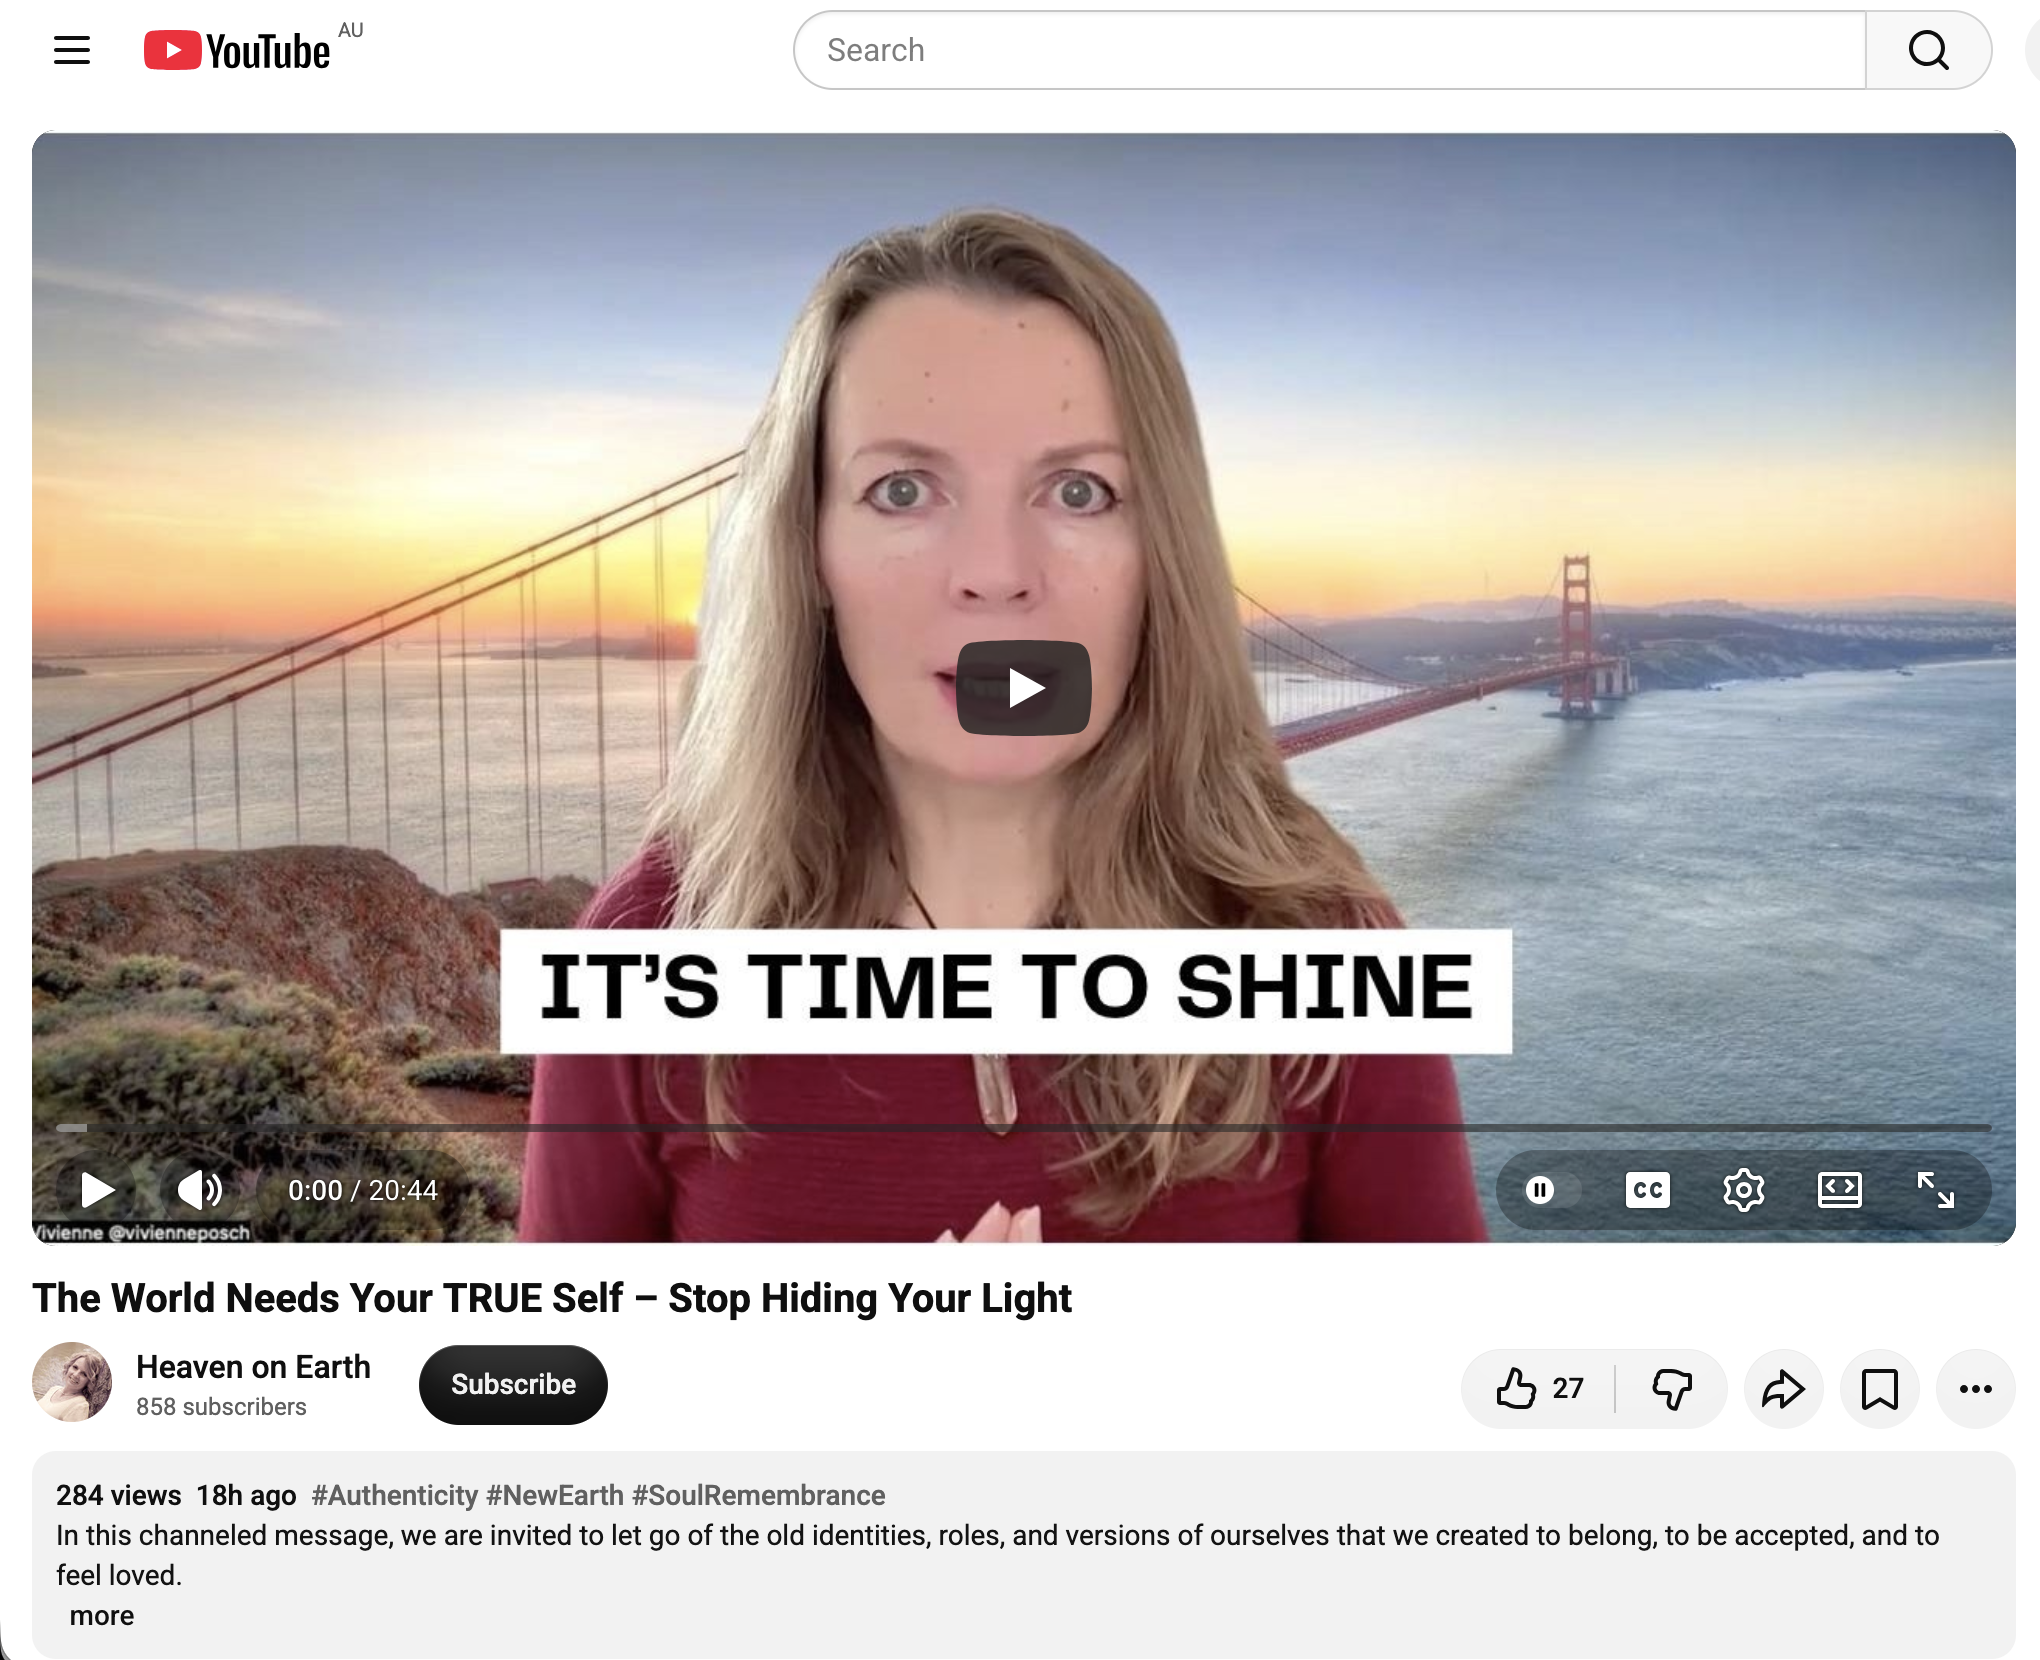 YouTube AU
Search
IT'S TIME TO SHINE
0:00 / 20:44
CC
Vivienne @vivienneposch
The World Needs Your TRUE Self – Stop Hiding Your Light
Heaven on Earth
858 subscribers
Subscribe
27
284 views 18h ago #Authenticity #NewEarth #SoulRemembrance
In this channeled message, we are invited to let go of the old identities, roles, and versions of ourselves that we created to belong, to be accepted, and to
feel loved.
more